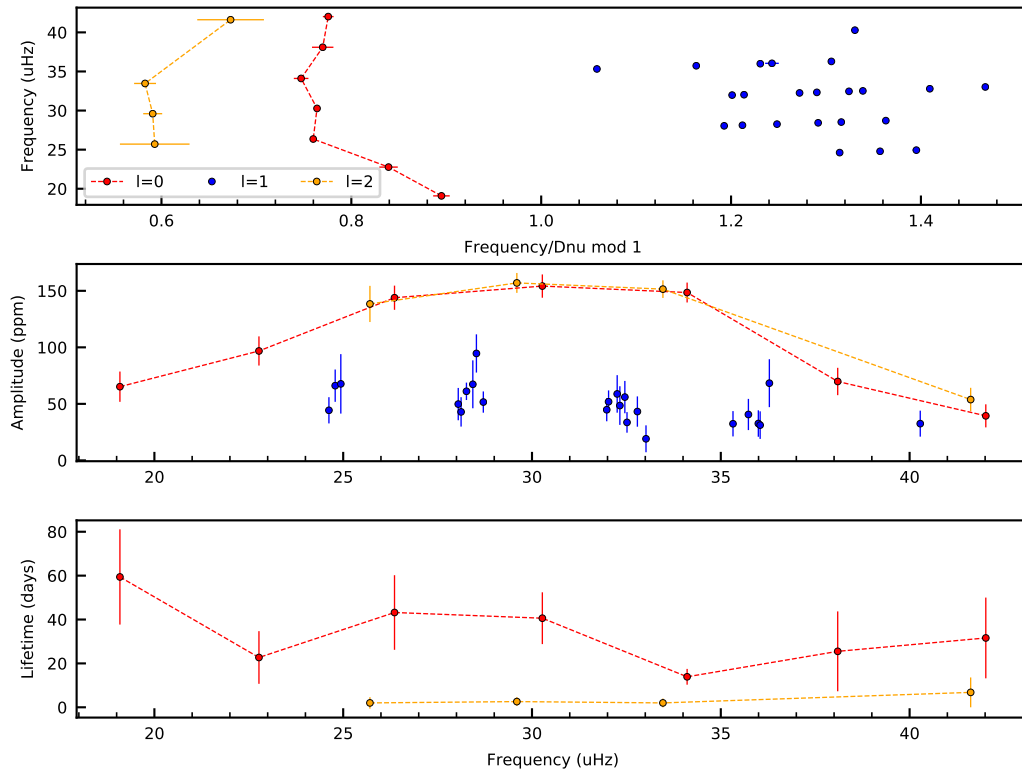 40
35
30
25
20
Frequency (uHz)
l=0 l=1 l=2
0.6 0.8 1.0 1.2 1.4
Frequency/Dnu mod 1
150
100
50
0
Amplitude (ppm)
20 25 30 35 40
80
60
40
20
0
Lifetime (days)
20 25 30 35 40
Frequency (uHz)